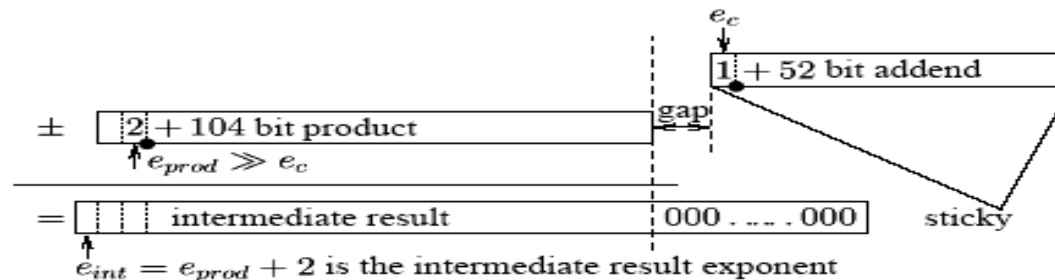 e_c
1 + 52 bit addend
gap
± 2 + 104 bit product
e_prod ≫ e_c
= intermediate result 000 ...... 000 sticky
e_int = e_prod + 2 is the intermediate result exponent